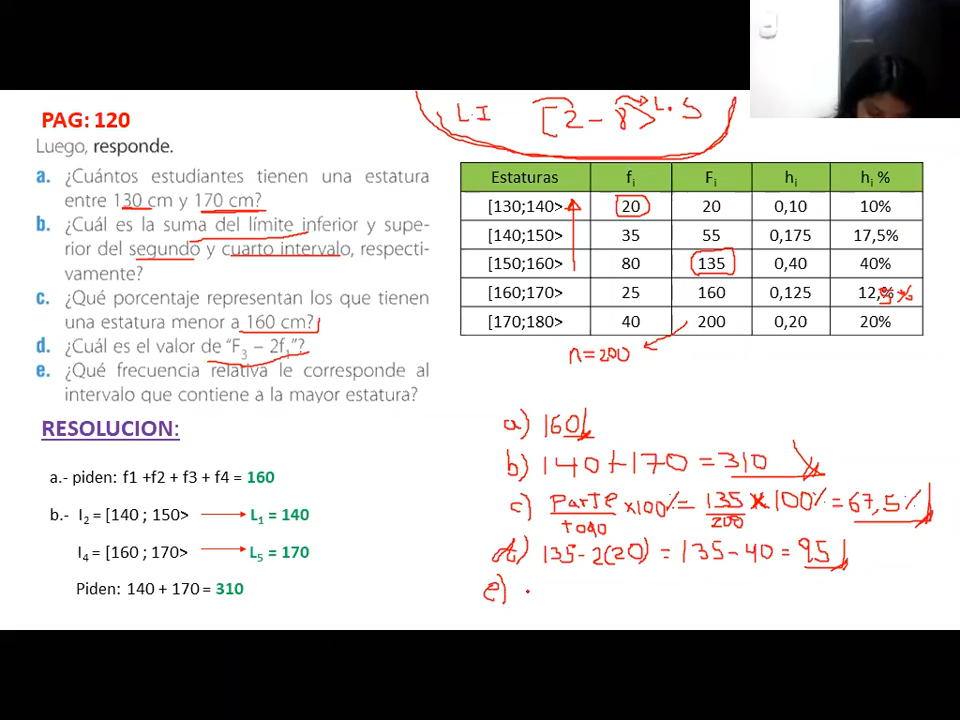 L.I [2 - 8> L.S
PAG: 120
Luego, responde.
a. ¿Cuántos estudiantes tienen una estatura
entre 130 cm y 170 cm?
b. ¿Cuál es la suma del límite inferior y supe-
rior del segundo y cuarto intervalo, respecti-
vamente?
c. ¿Qué porcentaje representan los que tienen
una estatura menor a 160 cm?
d. ¿Cuál es el valor de “F3 – 2f1”?
e. ¿Qué frecuencia relativa le corresponde al
intervalo que contiene a la mayor estatura?
Estaturas fi Fi hi hi %
[130;140> 20 20 0,10 10%
[140;150> 35 55 0,175 17,5%
[150;160> 80 135 0,40 40%
[160;170> 25 160 0,125 12,5%
[170;180> 40 200 0,20 20%
n=200
RESOLUCION:
a.- piden: f1 +f2 + f3 + f4 = 160
b.- I2 = [140 ; 150> L1 = 140
I4 = [160 ; 170> L5 = 170
Piden: 140 + 170 = 310
a) 160
b) 140+170 = 310
c) Parte/todo ×100% = 135/200 × 100% = 67,5%
d) 135-2(20) = 135-40 = 95
e)